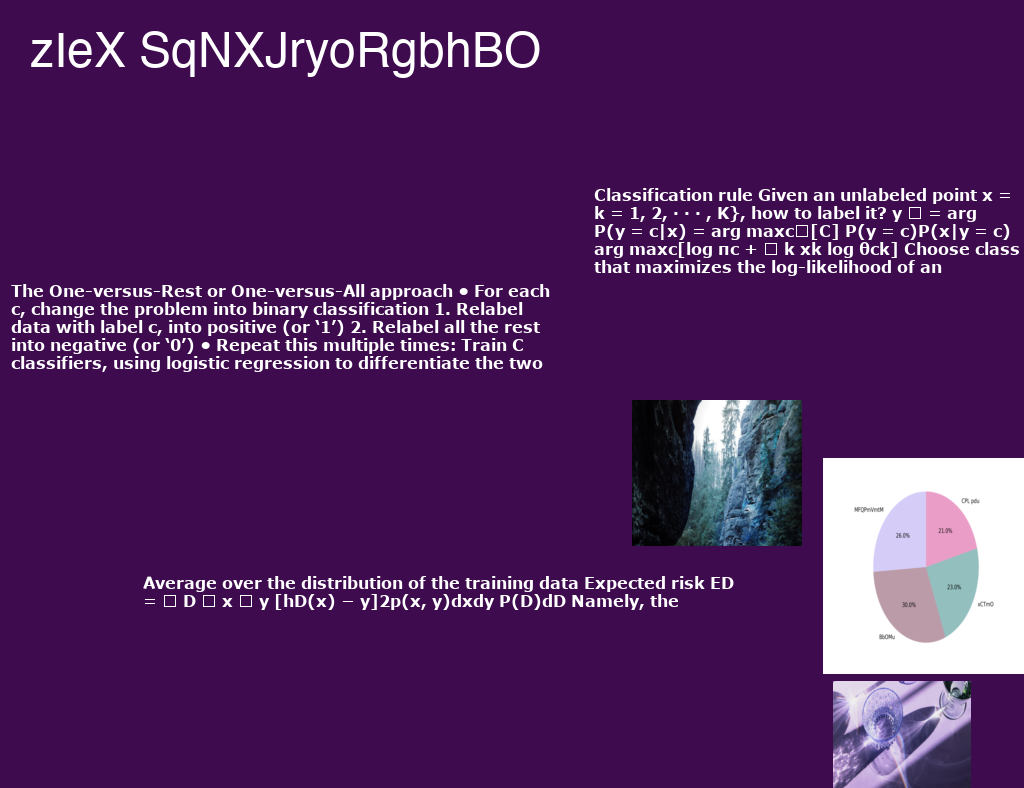 zIeX SqNXJryoRgbhBO
Classification rule Given an unlabeled point x =
k = 1, 2, · · · , K}, how to label it? y □ = arg
P(y = c|x) = arg maxc□[C] P(y = c)P(x|y = c)
arg maxc[log πc + □ k xk log θck] Choose class
that maximizes the log-likelihood of an
The One-versus-Rest or One-versus-All approach ● For each
c, change the problem into binary classification 1. Relabel
data with label c, into positive (or ‘1’) 2. Relabel all the rest
into negative (or ‘0’) ● Repeat this multiple times: Train C
classifiers, using logistic regression to differentiate the two
Average over the distribution of the training data Expected risk ED
= □ D □ x □ y [hD(x) − y]2p(x, y)dxdy P(D)dD Namely, the
CPL pdu
MFQPmVmtM
21.0%
26.0%
23.0%
30.0%
BbOMu